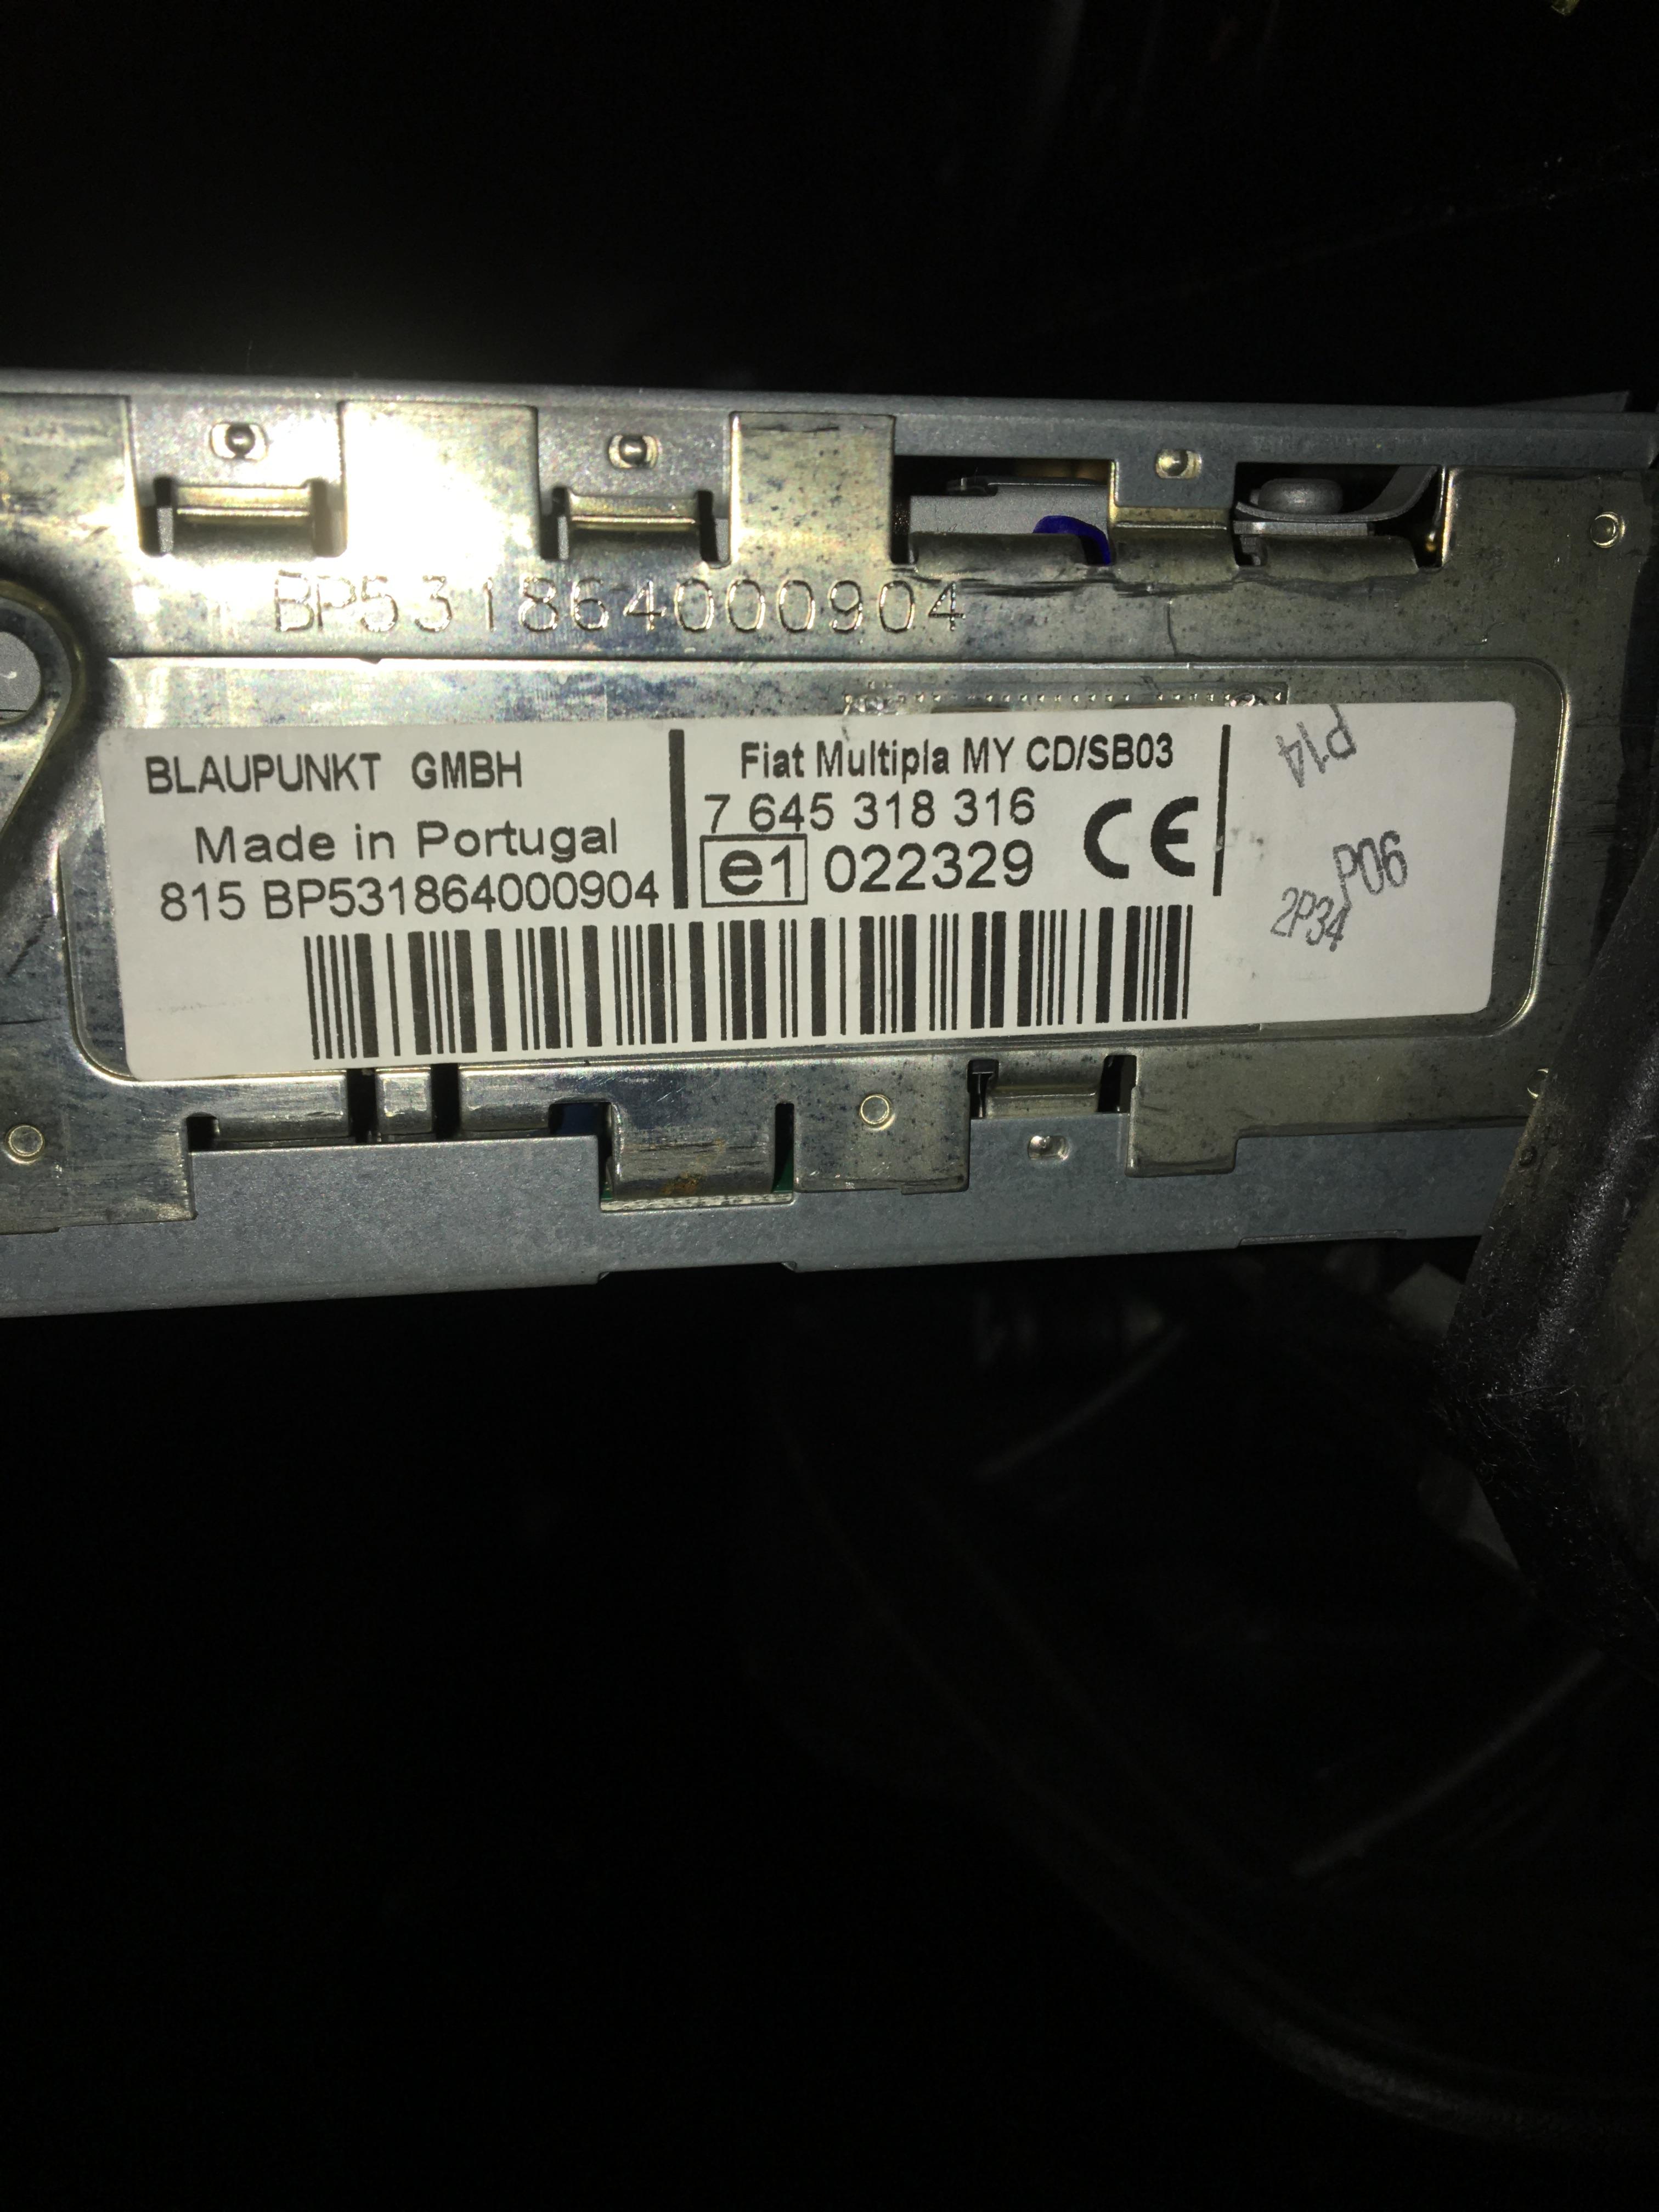 BP531864000904
BLAUPUNKT GMBH
Made in Portugal
815 BP531864000904
Fiat Multipla MY CD/SB03
7 645 318 316
e1 022329 CE
P14
P06
2P34